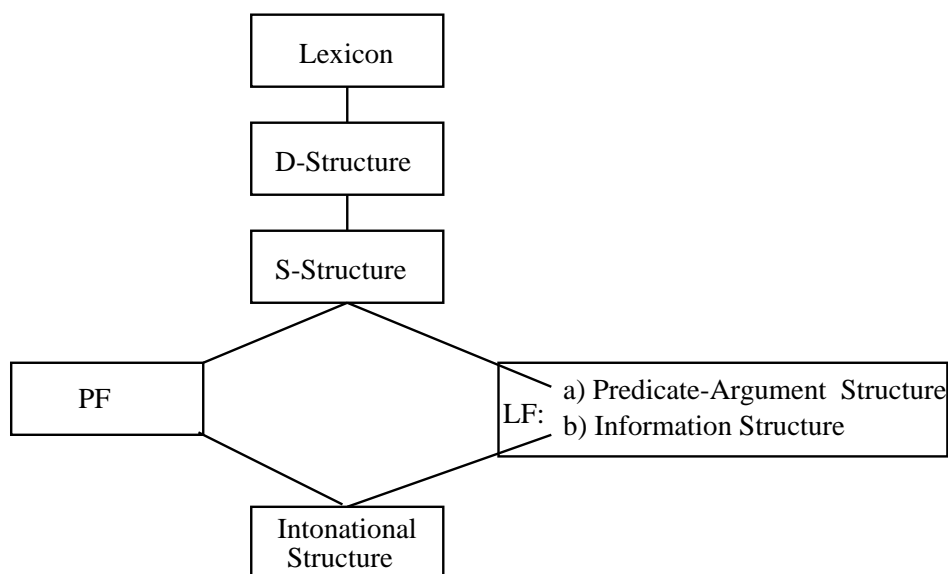 Lexicon
D-Structure
S-Structure
PF
LF:
a) Predicate-Argument Structure
b) Information Structure
Intonational
Structure